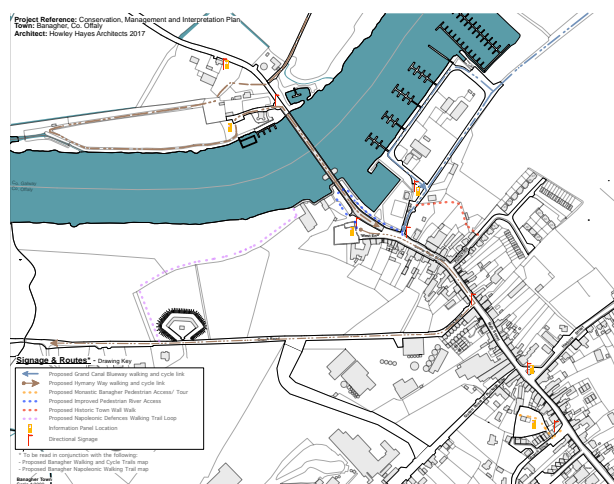 Project Reference: Conservation, Management and Interpretation Plan,
Town: Banagher, Co. Offaly
Architect: Howley Hayes Architects 2017
Co. Galway
Co. Offaly
Signage & Routes* - Drawing Key
Proposed Grand Canal Blueway walking and cycle link
Proposed Hymany Way walking and cycle link
Proposed Monastic Banagher Pedestrian Access/ Tour
Proposed Improved Pedestrian River Access
Proposed Historic Town Wall Walk
Proposed Napoleonic Defences Walking Trail Loop
Information Panel Location
Directional Signage
* To be read in conjunction with the following:
- Proposed Banagher Walking and Cycle Trails map
- Proposed Banagher Napoleonic Walking Trail map
Banagher Town